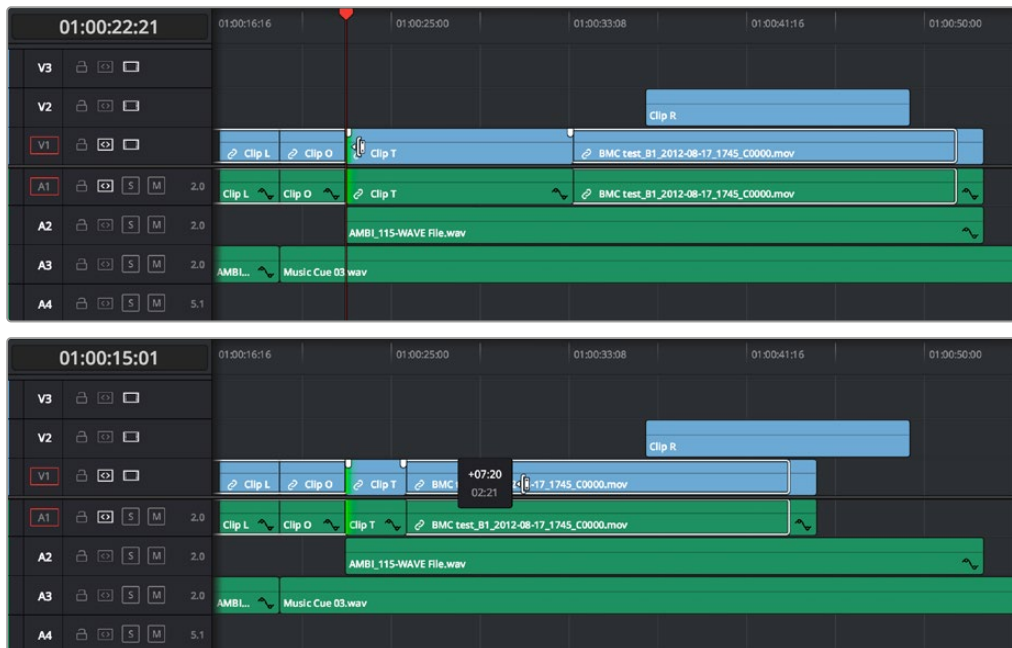 01:00:22:21 01:00:16:16 01:00:25:00 01:00:33:08 01:00:41:16 01:00:50:00
V3
V2 Clip R
V1 Clip L Clip O Clip T BMC test_B1_2012-08-17_1745_C0000.mov
A1 S M 2.0 Clip L Clip O Clip T BMC test_B1_2012-08-17_1745_C0000.mov
A2 S M 2.0 AMBI_115-WAVE File.wav
A3 S M 2.0 AMBI... Music Cue 03.wav
A4 S M 5.1
01:00:15:01 01:00:16:16 01:00:25:00 01:00:33:08 01:00:41:16 01:00:50:00
V3
V2 Clip R
+07:20
V1 Clip L Clip O Clip T BMC -17_1745_C0000.mov
02:21
A1 S M 2.0 Clip L Clip O Clip T BMC test_B1_2012-08-17_1745_C0000.mov
A2 S M 2.0 AMBI_115-WAVE File.wav
A3 S M 2.0 AMBI... Music Cue 03.wav
A4 S M 5.1